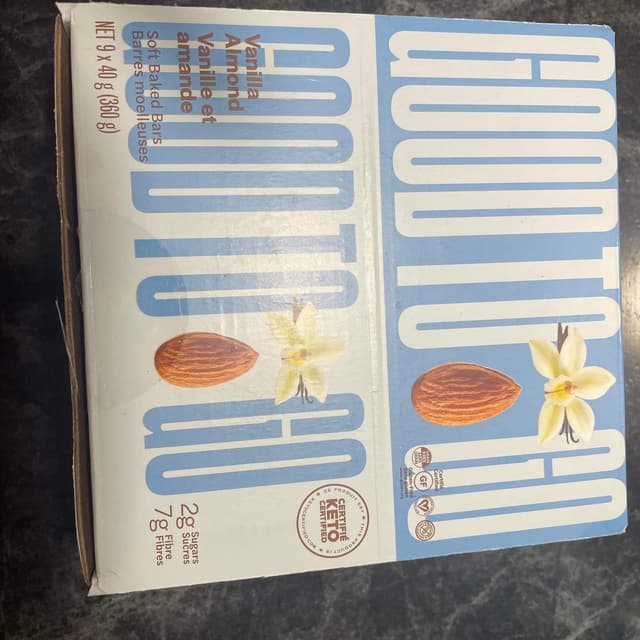 GOOD TO
GO
GOOD TO
GO
Vanilla
Almond
Vanille et
amande
Soft Baked Bars
Barres moelleuses
NET 9 x 40 g (360 g)
CERTIFIÉ
KETO
CERTIFIED
2g Sugars
Sucres
7g Fibre
Fibres
GF